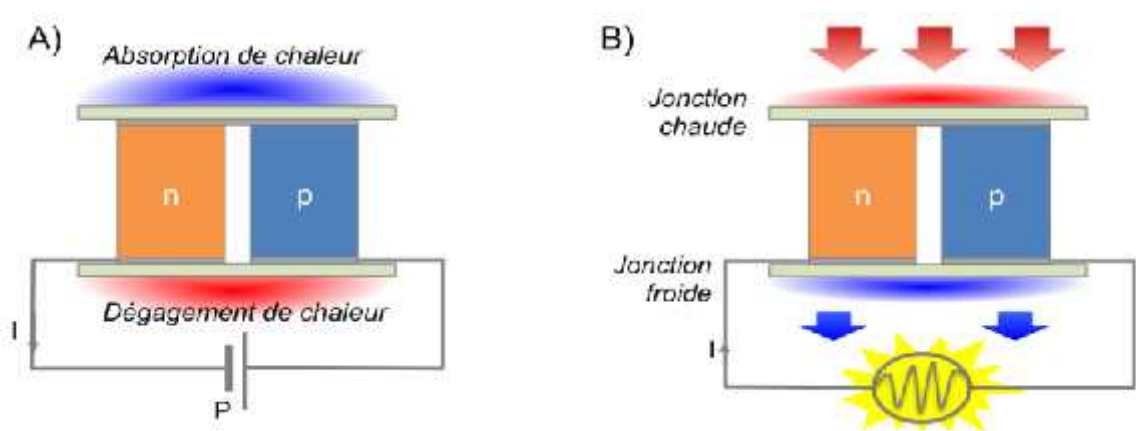 A)
Absorption de chaleur
n
p
Dégagement de chaleur
I
P
B)
Jonction
chaude
n
p
Jonction
froide
I